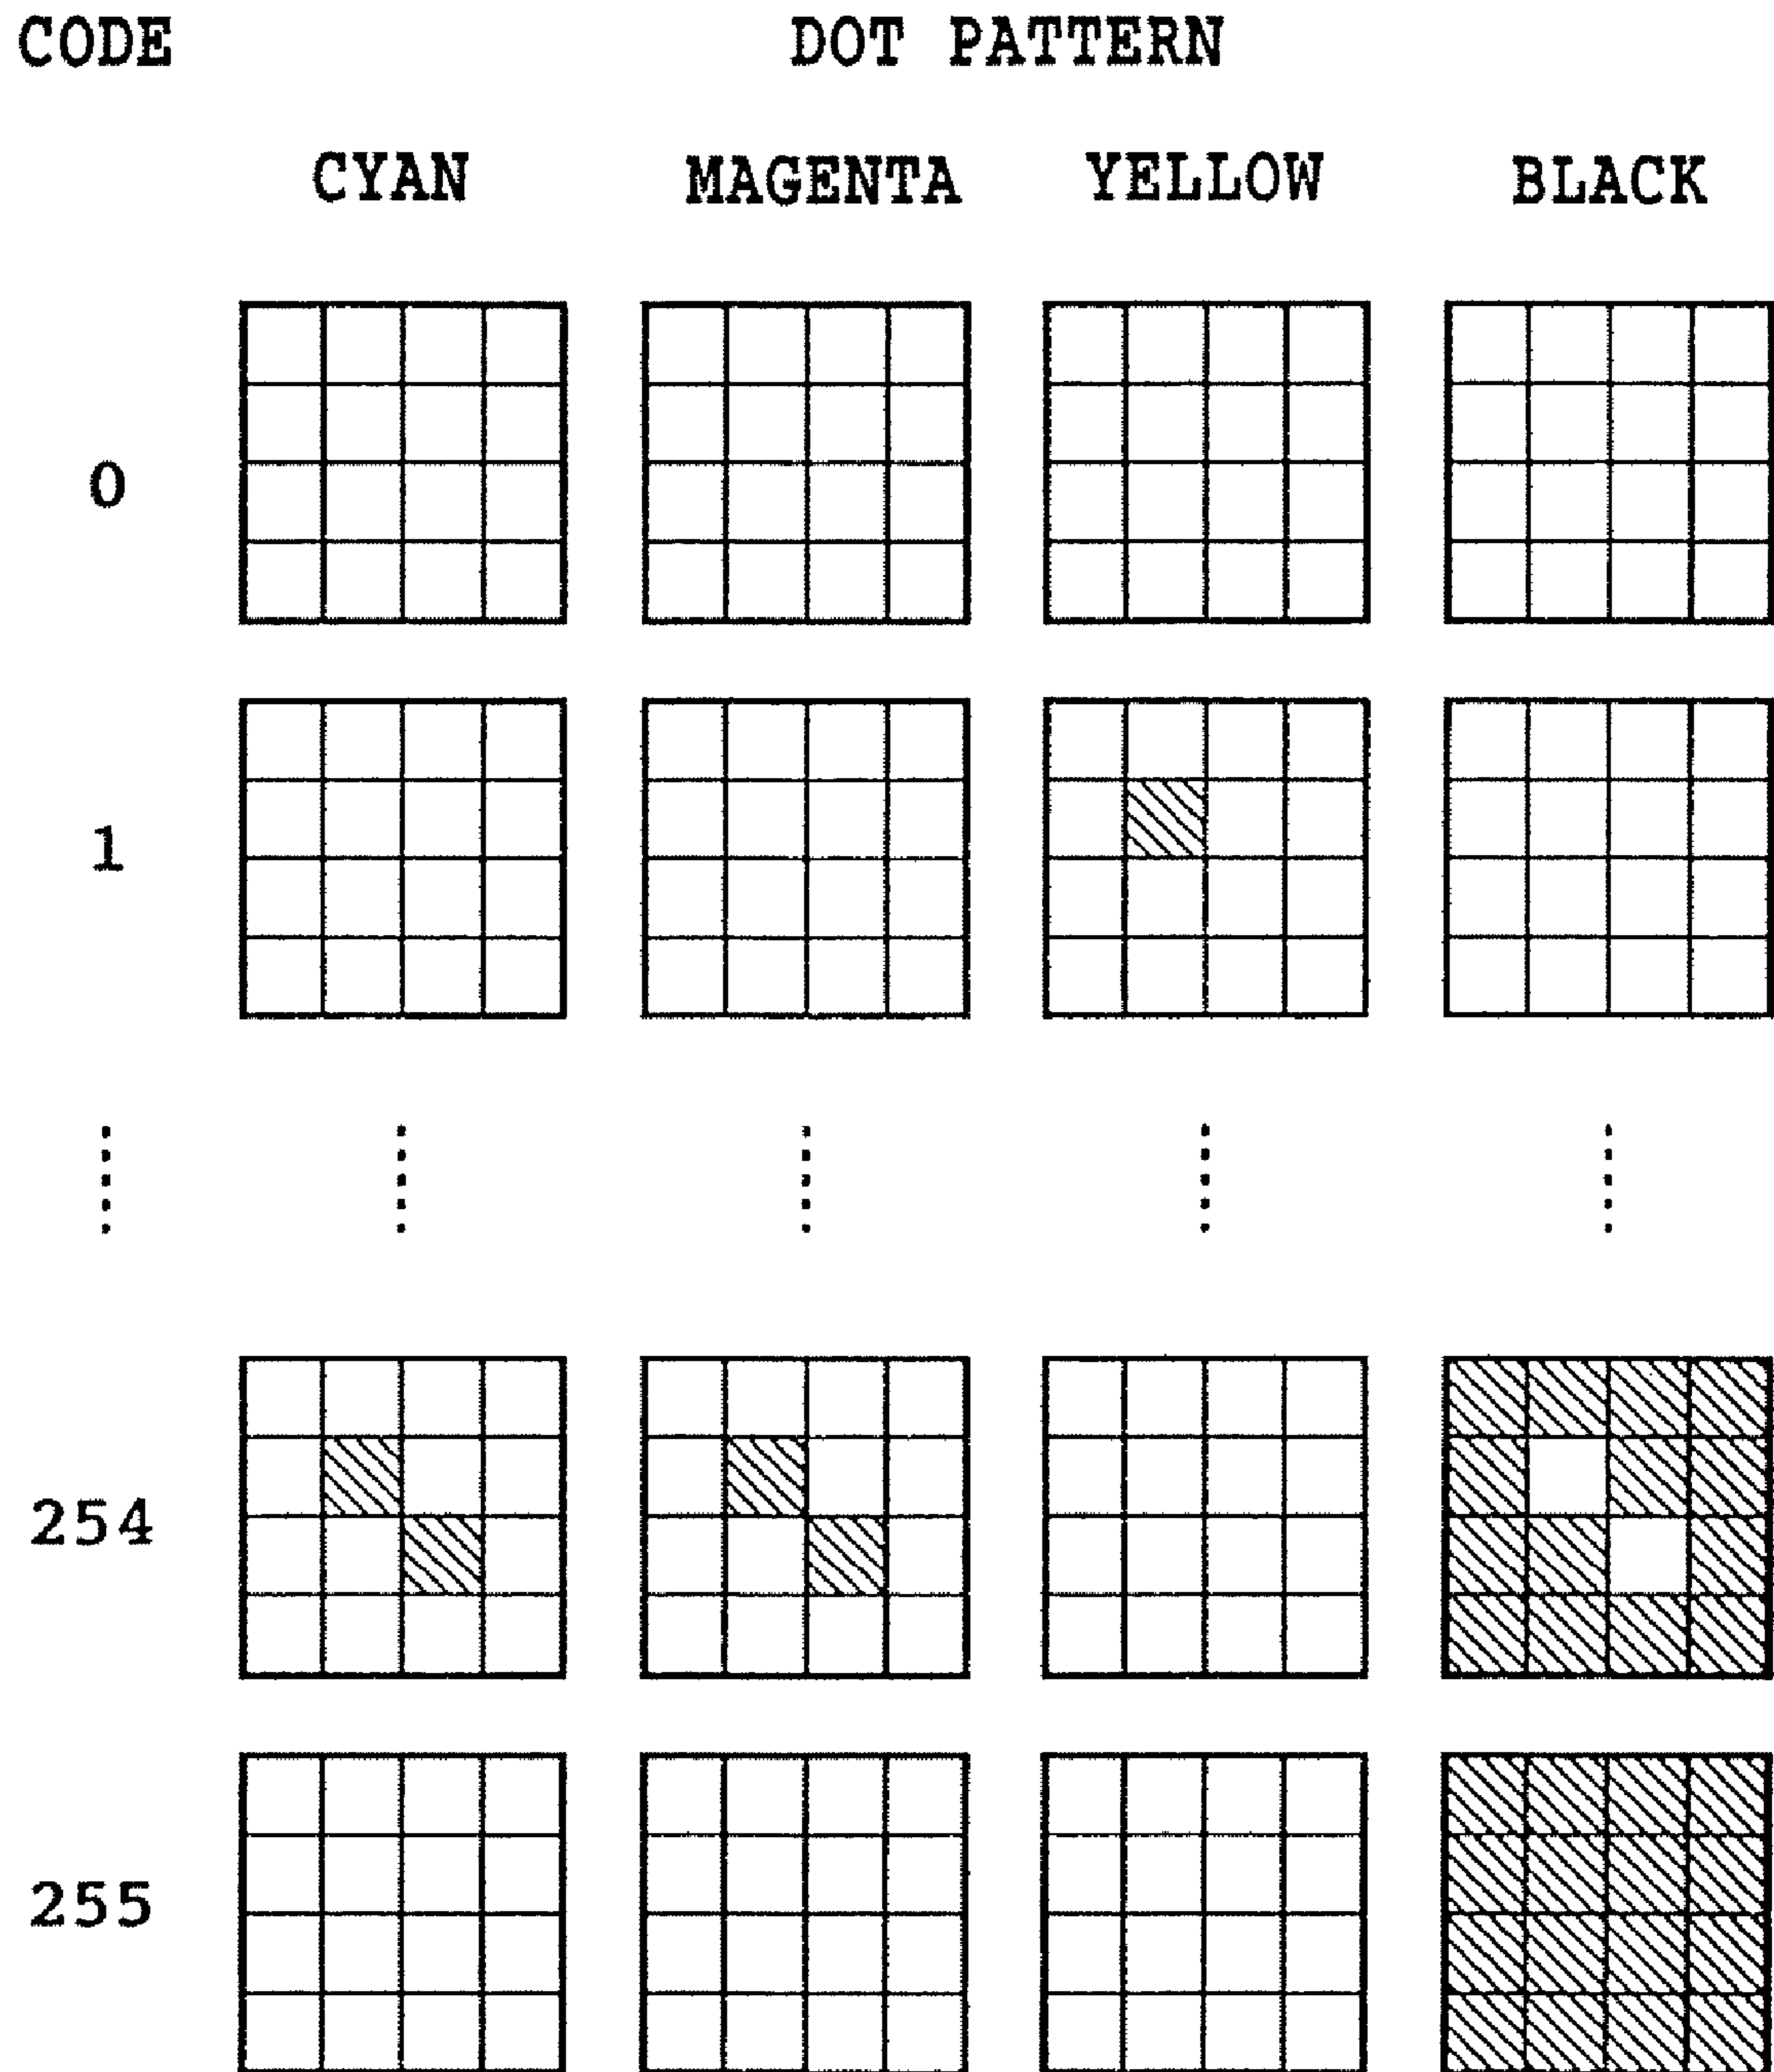 CODE DOT PATTERN
CYAN MAGENTA YELLOW BLACK
0
1
254
255